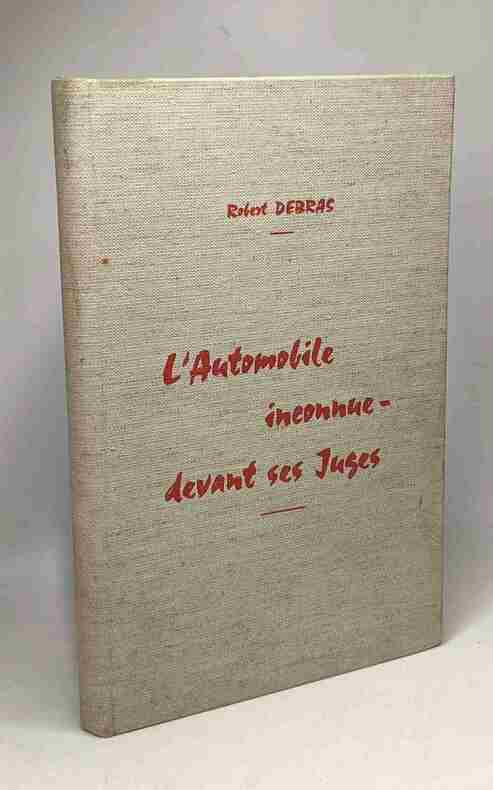 Robert DEBRAS
L'Automobile
inconnue -
devant ses Juges